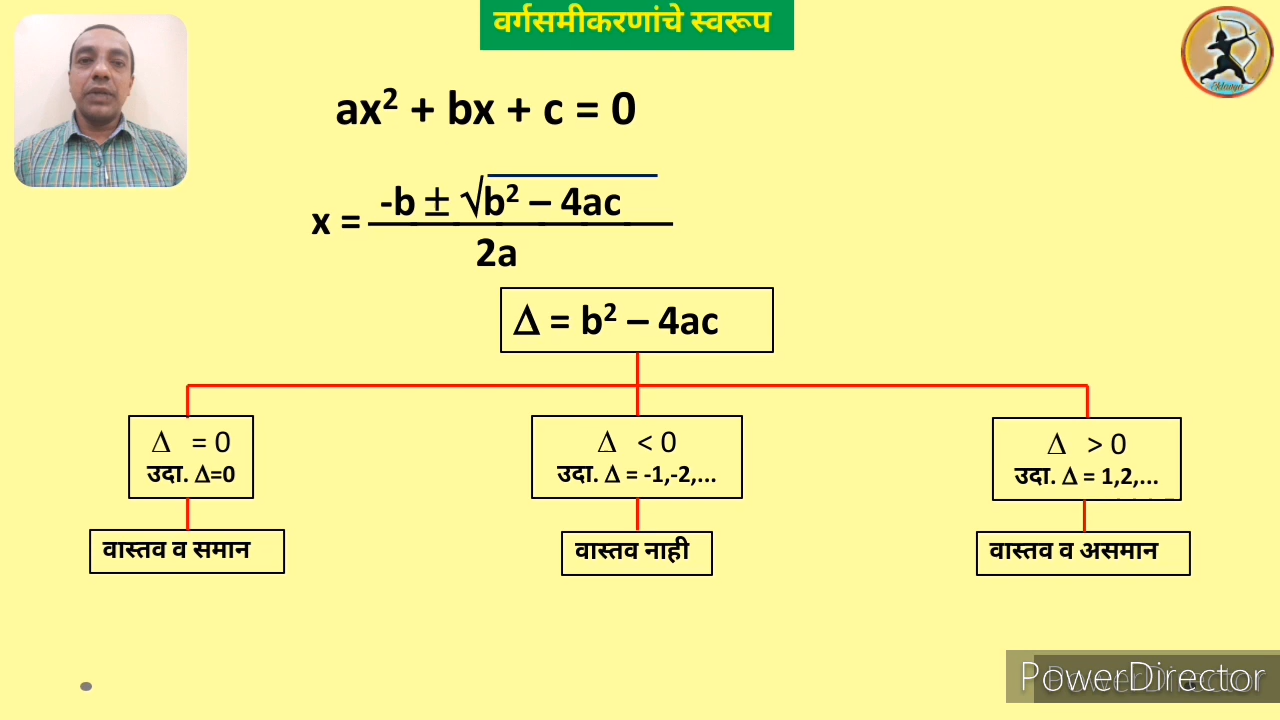 वर्गसमीकरणांचे स्वरूप
Eklavya
ax² + bx + c = 0
x = -b ± √b² – 4ac
2a
Δ = b² – 4ac
Δ = 0
उदा. Δ=0
Δ < 0
उदा. Δ = -1,-2,...
Δ > 0
उदा. Δ = 1,2,...
वास्तव व समान
वास्तव नाही
वास्तव व असमान
PowerDirector